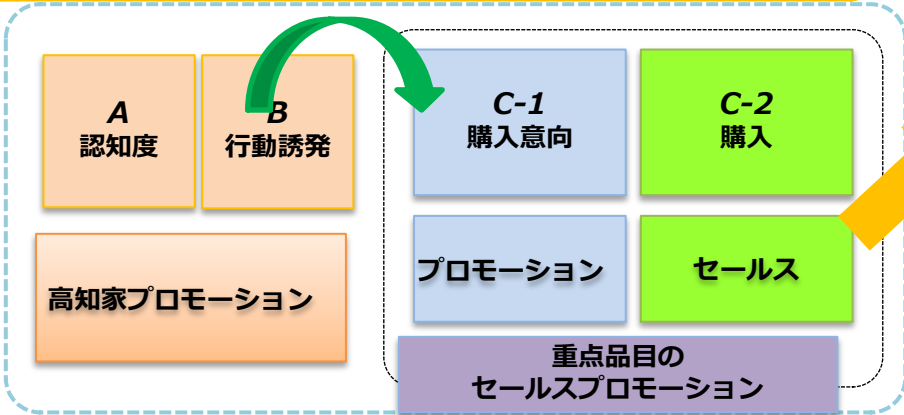 A
認知度
B
行動誘発
C-1
購入意向
C-2
購入
高知家プロモーション
プロモーション
セールス
重点品目の
セールスプロモーション